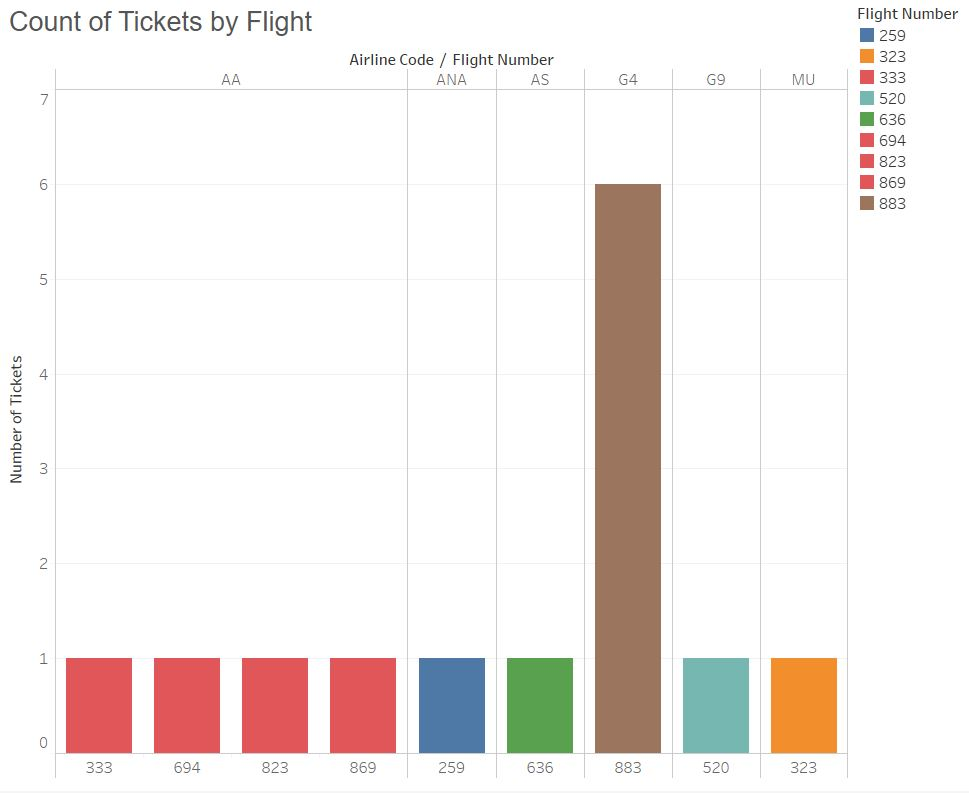 Count of Tickets by Flight
Airline Code / Flight Number
AA ANA AS G4 G9 MU
7
6
5
4
3
2
1
0
Number of Tickets
333 694 823 869 259 636 883 520 323
Flight Number
259
323
333
520
636
694
823
869
883